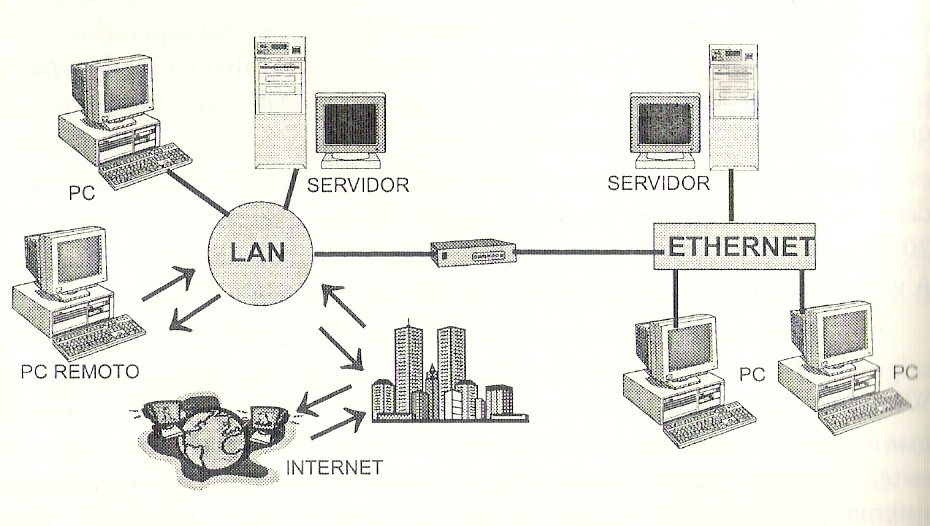 PC
SERVIDOR
SERVIDOR
LAN
ETHERNET
PC REMOTO
PC
PC
INTERNET